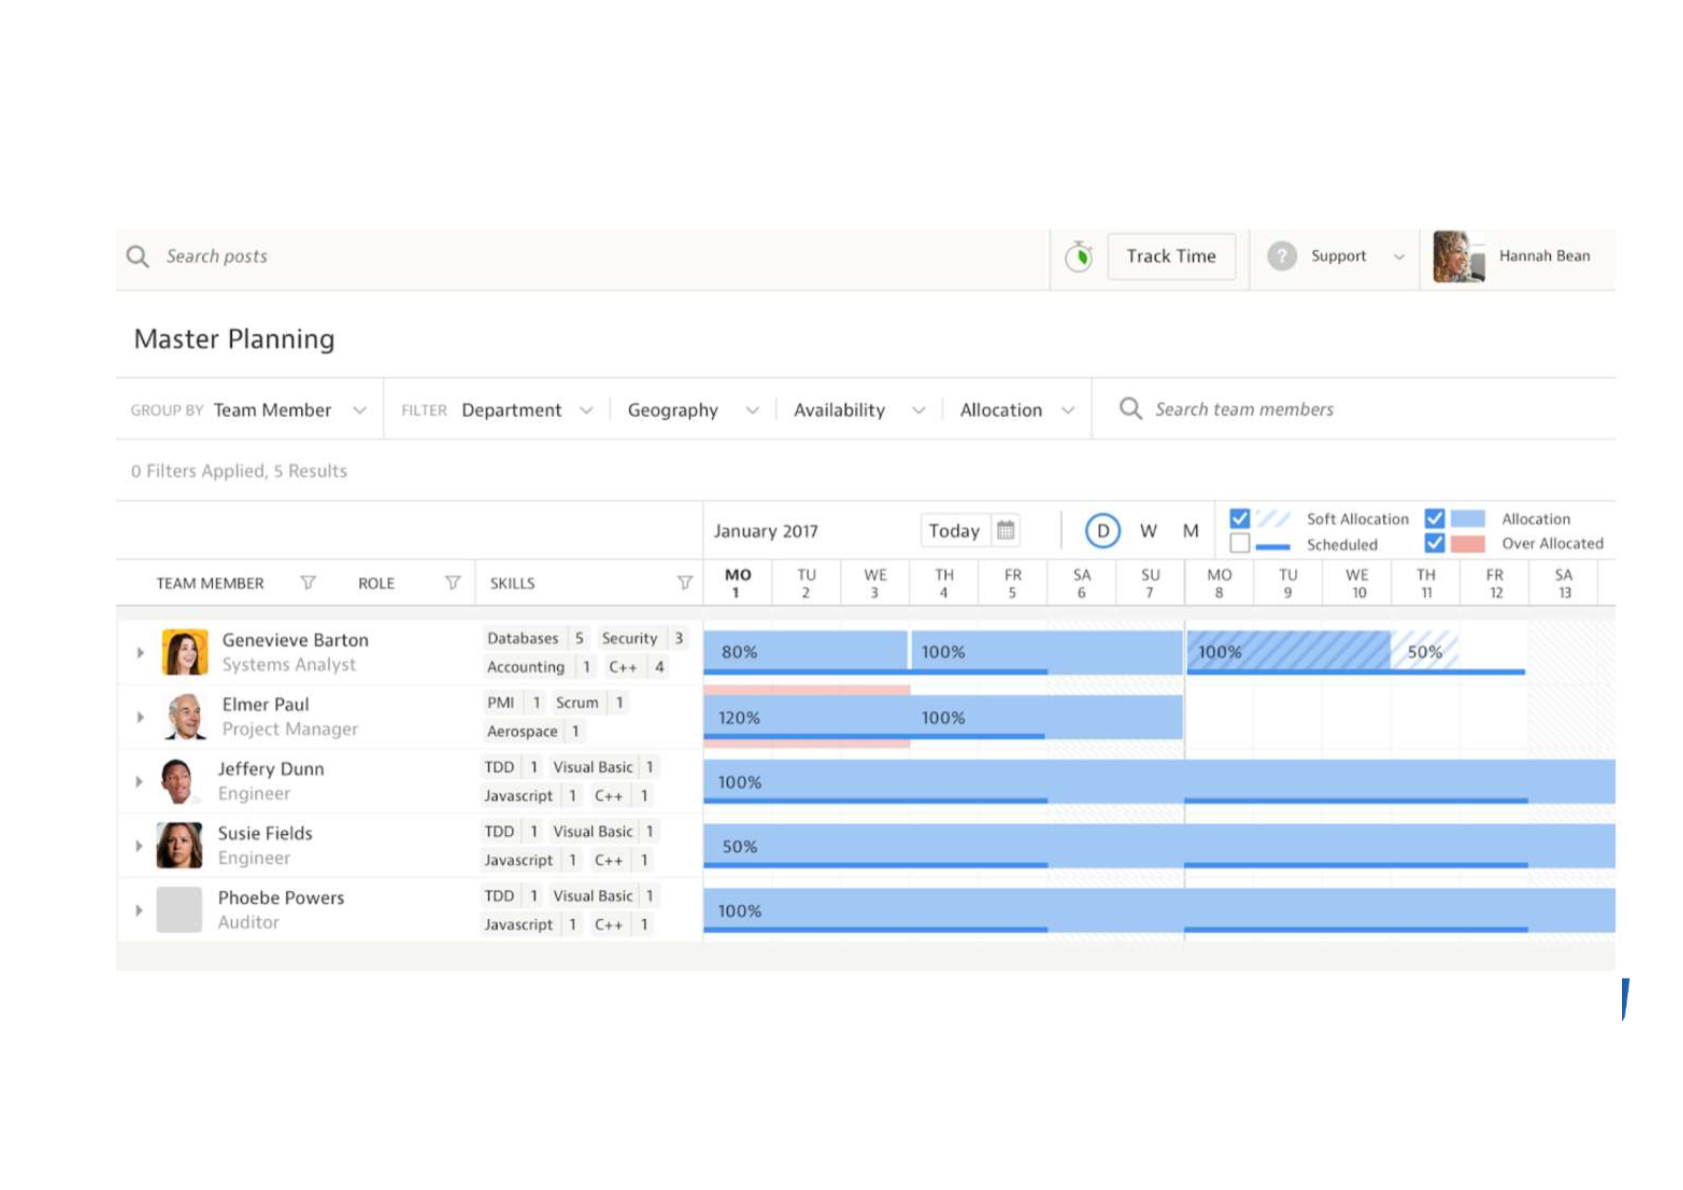 Search posts
Track Time
? Support
Hannah Bean
Master Planning
GROUP BY Team Member
FILTER Department Geography Availability Allocation
Search team members
0 Filters Applied, 5 Results
January 2017 Today D W M
Soft Allocation Allocation
Scheduled Over Allocated
TEAM MEMBER ROLE SKILLS
MO TU WE TH FR SA SU MO TU WE TH FR SA
1 2 3 4 5 6 7 8 9 10 11 12 13
Genevieve Barton
Systems Analyst
Databases 5 Security 3
Accounting 1 C++ 4
80% 100% 100% 50%
Elmer Paul
Project Manager
PMI 1 Scrum 1
Aerospace 1
120% 100%
Jeffery Dunn
Engineer
TDD 1 Visual Basic 1
Javascript 1 C++ 1
100%
Susie Fields
Engineer
TDD 1 Visual Basic 1
Javascript 1 C++ 1
50%
Phoebe Powers
Auditor
TDD 1 Visual Basic 1
Javascript 1 C++ 1
100%